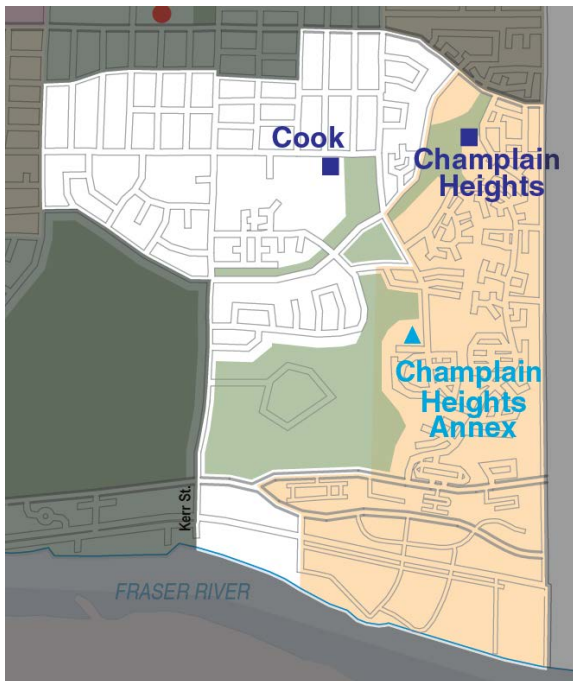 Cook
Champlain
Heights
Champlain
Heights
Annex
Kerr St.
FRASER RIVER